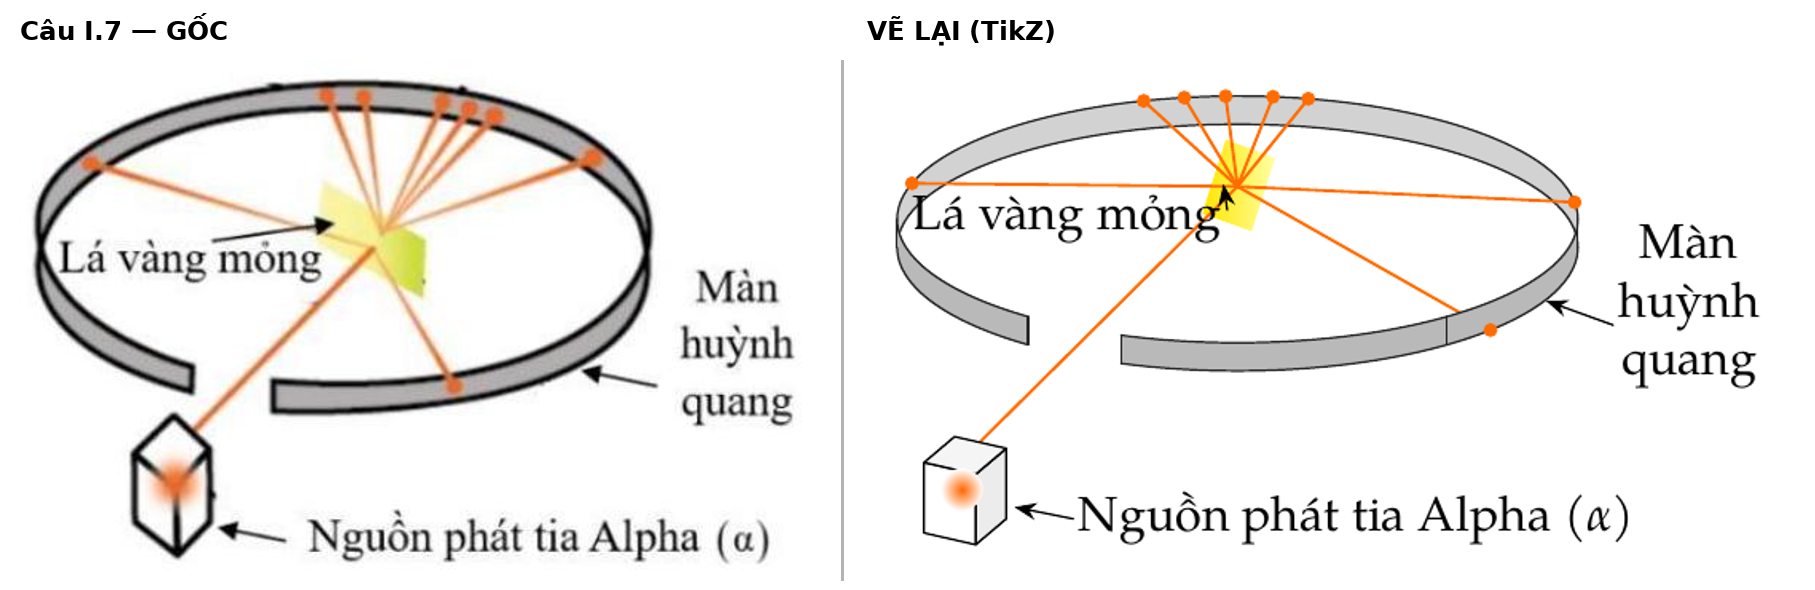 Câu I.7 — GỐC
Lá vàng mỏng
Màn
huỳnh
quang
Nguồn phát tia Alpha (α)
VẼ LẠI (TikZ)
Lá vàng mỏng
Màn
huỳnh
quang
Nguồn phát tia Alpha (α)